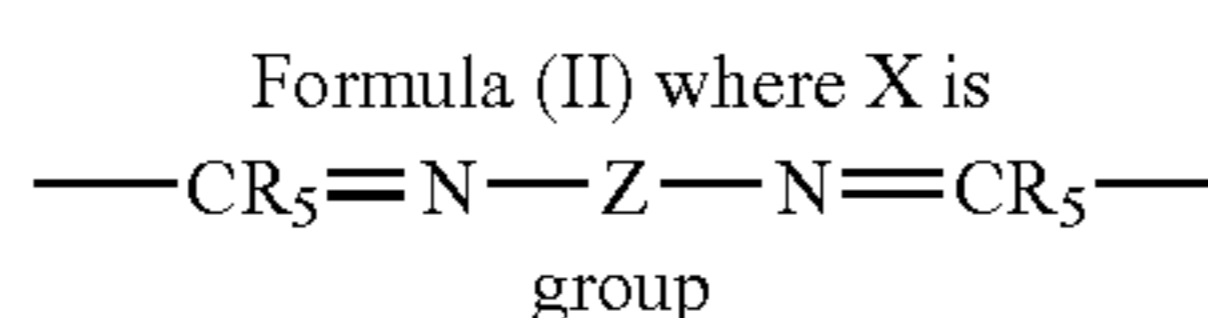 Formula (II) where X is
—CR₅=N—Z—N=CR₅—
group